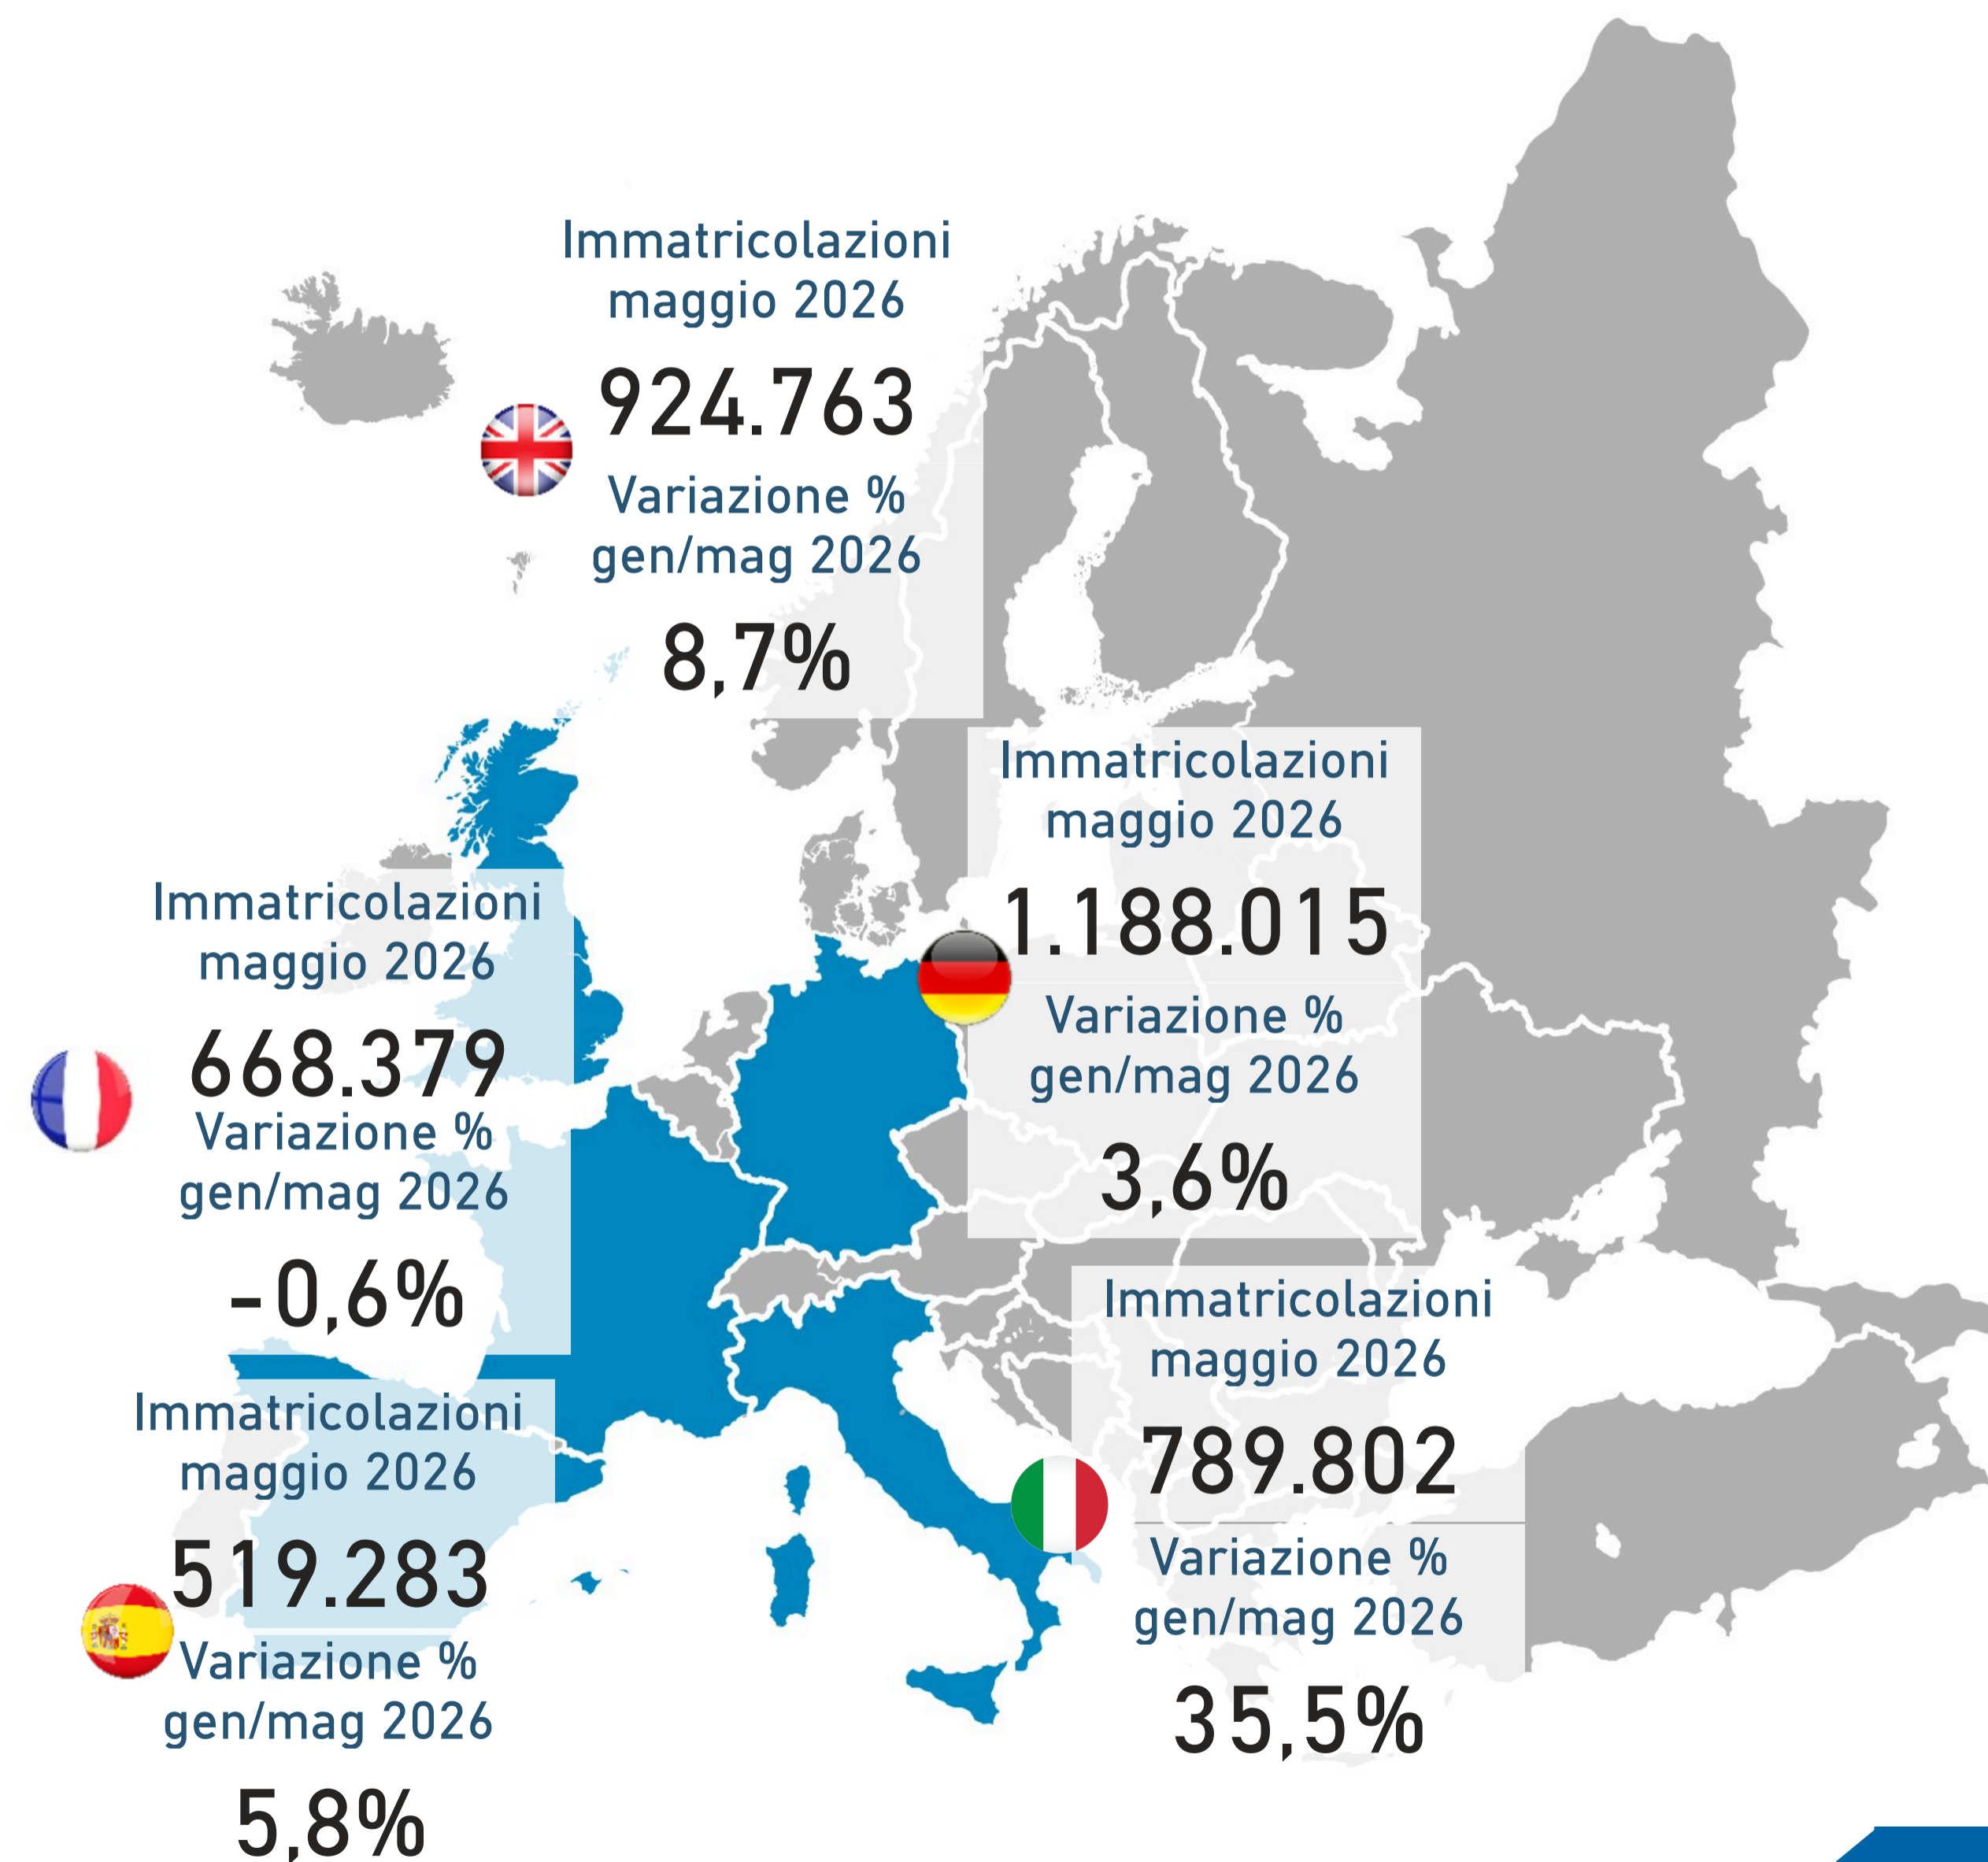 Immatricolazioni
maggio 2026
924.763
Variazione %
gen/mag 2026
8,7%
Immatricolazioni
maggio 2026
1.188.015
Variazione %
gen/mag 2026
3,6%
Immatricolazioni
maggio 2026
668.379
Variazione %
gen/mag 2026
-0,6%
Immatricolazioni
maggio 2026
789.802
Variazione %
gen/mag 2026
35,5%
Immatricolazioni
maggio 2026
519.283
Variazione %
gen/mag 2026
5,8%